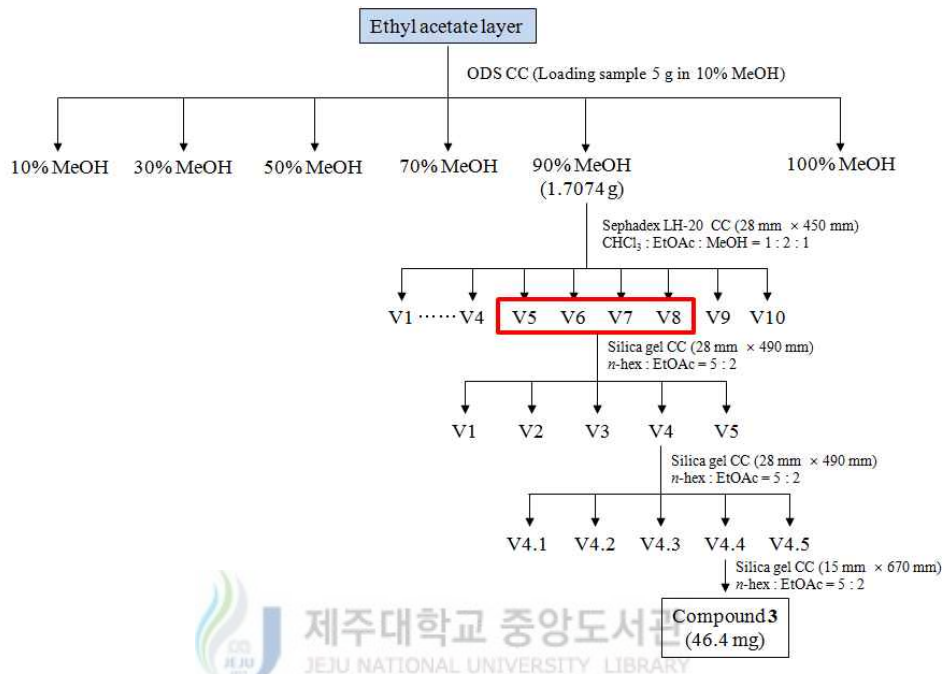 Ethyl acetate layer
ODS CC (Loading sample 5 g in 10% MeOH)
10% MeOH 30% MeOH 50% MeOH 70% MeOH 90% MeOH 100% MeOH
(1.7074 g)
Sephadex LH-20 CC (28 mm × 450 mm)
CHCl₃ : EtOAc : MeOH = 1 : 2 : 1
V1 ······ V4 V5 V6 V7 V8 V9 V10
Silica gel CC (28 mm × 490 mm)
n-hex : EtOAc = 5 : 2
V1 V2 V3 V4 V5
Silica gel CC (28 mm × 490 mm)
n-hex : EtOAc = 5 : 2
V4.1 V4.2 V4.3 V4.4 V4.5
Silica gel CC (15 mm × 670 mm)
n-hex : EtOAc = 5 : 2
Compound 3
(46.4 mg)
JEJU
제주대학교 중앙도서관
JEJU NATIONAL UNIVERSITY LIBRARY